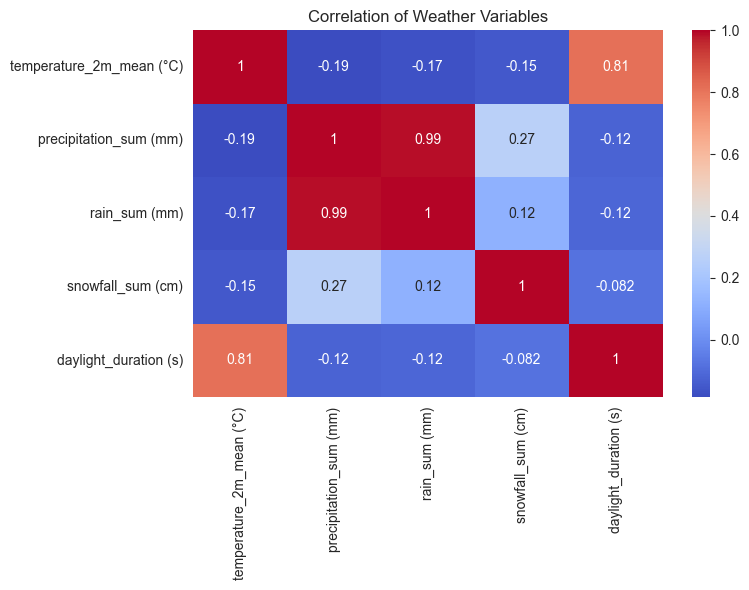 Correlation of Weather Variables
temperature_2m_mean (°C) 1 -0.19 -0.17 -0.15 0.81
precipitation_sum (mm) -0.19 1 0.99 0.27 -0.12
rain_sum (mm) -0.17 0.99 1 0.12 -0.12
snowfall_sum (cm) -0.15 0.27 0.12 1 -0.082
daylight_duration (s) 0.81 -0.12 -0.12 -0.082 1
temperature_2m_mean (°C)
precipitation_sum (mm)
rain_sum (mm)
snowfall_sum (cm)
daylight_duration (s)
1.0
0.8
0.6
0.4
0.2
0.0